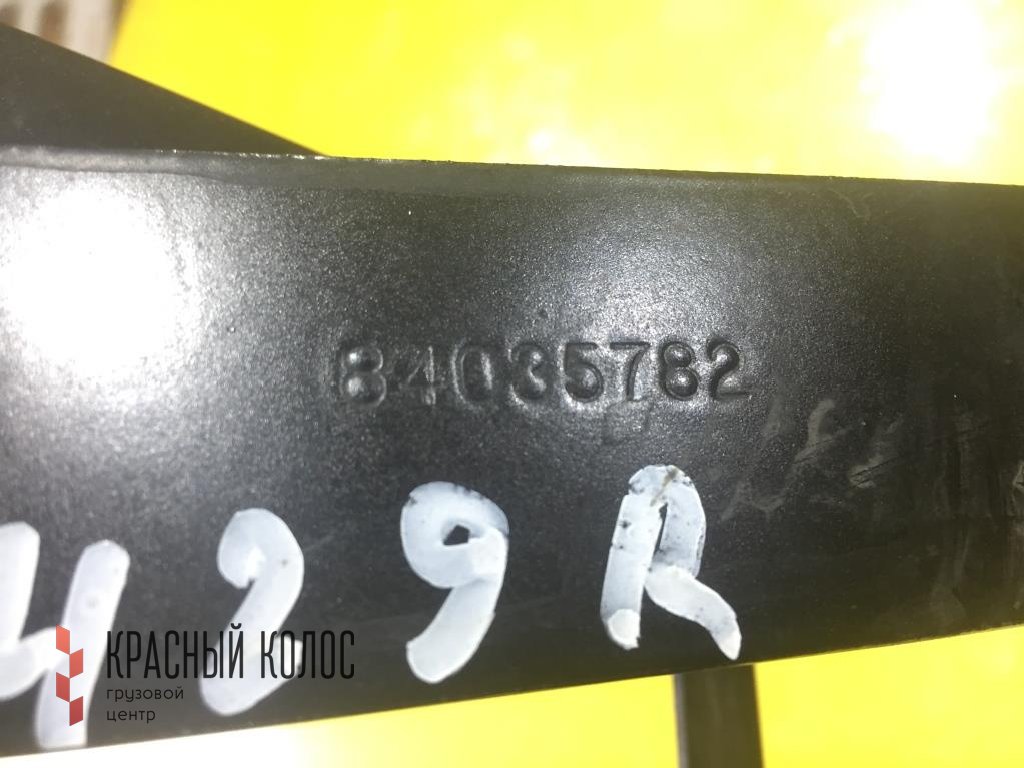 84035782
429R
КРАСНЫЙ КОЛОС
грузовой
центр